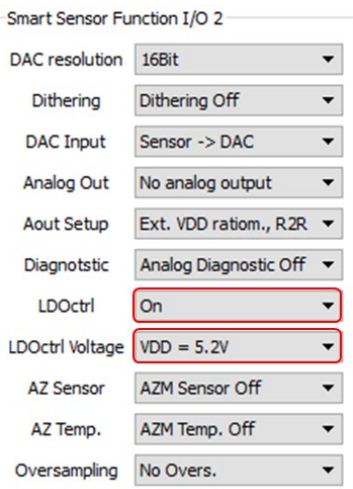 Smart Sensor Function I/O 2
DAC resolution 16Bit
Dithering Dithering Off
DAC Input Sensor -> DAC
Analog Out No analog output
Aout Setup Ext. VDD ratiom., R2R
Diagnotstic Analog Diagnostic Off
LDOctrl On
LDOctrl Voltage VDD = 5.2V
AZ Sensor AZM Sensor Off
AZ Temp. AZM Temp. Off
Oversampling No Overs.